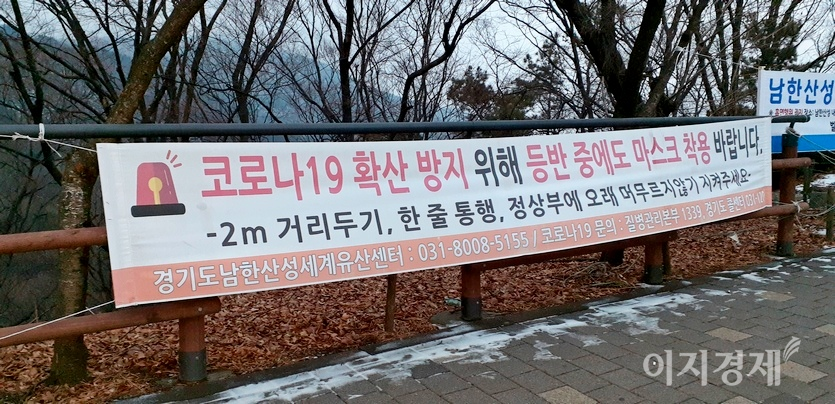 코로나19 확산 방지 위해 등반 중에도 마스크 착용 바랍니다.
-2m 거리두기, 한 줄 통행, 정상부에 오래 머무르지않기 지켜주세요-
경기도남한산성세계유산센터 : 031-8008-5155 / 코로나19 문의 : 질병관리본부 1339, 경기도 콜센터 031-120
남한산성
이지경제